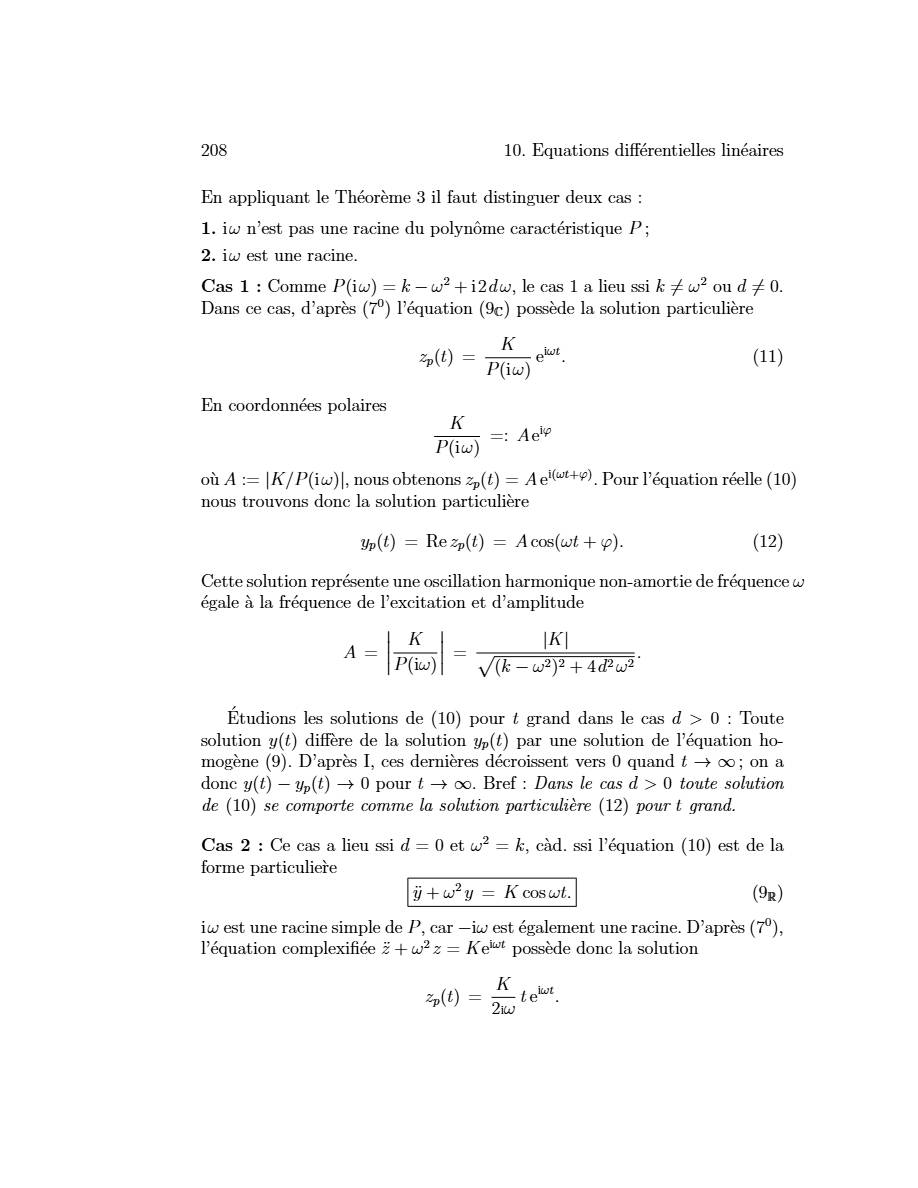 208 10. Equations différentielles linéaires
En appliquant le Théorème 3 il faut distinguer deux cas :
1. iω n'est pas une racine du polynôme caractéristique P ;
2. iω est une racine.
Cas 1 : Comme P(iω) = k − ω² + i2dω, le cas 1 a lieu ssi k ≠ ω² ou d ≠ 0.
Dans ce cas, d'après (7⁰) l'équation (9ℂ) possède la solution particulière
z_p(t) = K / P(iω) e^{iωt}. (11)
En coordonnées polaires
K / P(iω) =: A e^{iφ}
où A := |K/P(iω)|, nous obtenons z_p(t) = A e^{i(ωt+φ)}. Pour l'équation réelle (10)
nous trouvons donc la solution particulière
y_p(t) = Re z_p(t) = A cos(ωt + φ). (12)
Cette solution représente une oscillation harmonique non-amortie de fréquence ω
égale à la fréquence de l'excitation et d'amplitude
A = |K / P(iω)| = |K| / √((k − ω²)² + 4d²ω²).
Étudions les solutions de (10) pour t grand dans le cas d > 0 : Toute
solution y(t) diffère de la solution y_p(t) par une solution de l'équation ho-
mogène (9). D'après I, ces dernières décroissent vers 0 quand t → ∞ ; on a
donc y(t) − y_p(t) → 0 pour t → ∞. Bref : Dans le cas d > 0 toute solution
de (10) se comporte comme la solution particulière (12) pour t grand.
Cas 2 : Ce cas a lieu ssi d = 0 et ω² = k, càd. ssi l'équation (10) est de la
forme particulièr̀e
ÿ + ω²y = K cos ωt. (9ℝ)
iω est une racine simple de P, car −iω est également une racine. D'après (7⁰),
l'équation complexifiée z̈ + ω²z = Ke^{iωt} possède donc la solution
z_p(t) = K / 2iω t e^{iωt}.